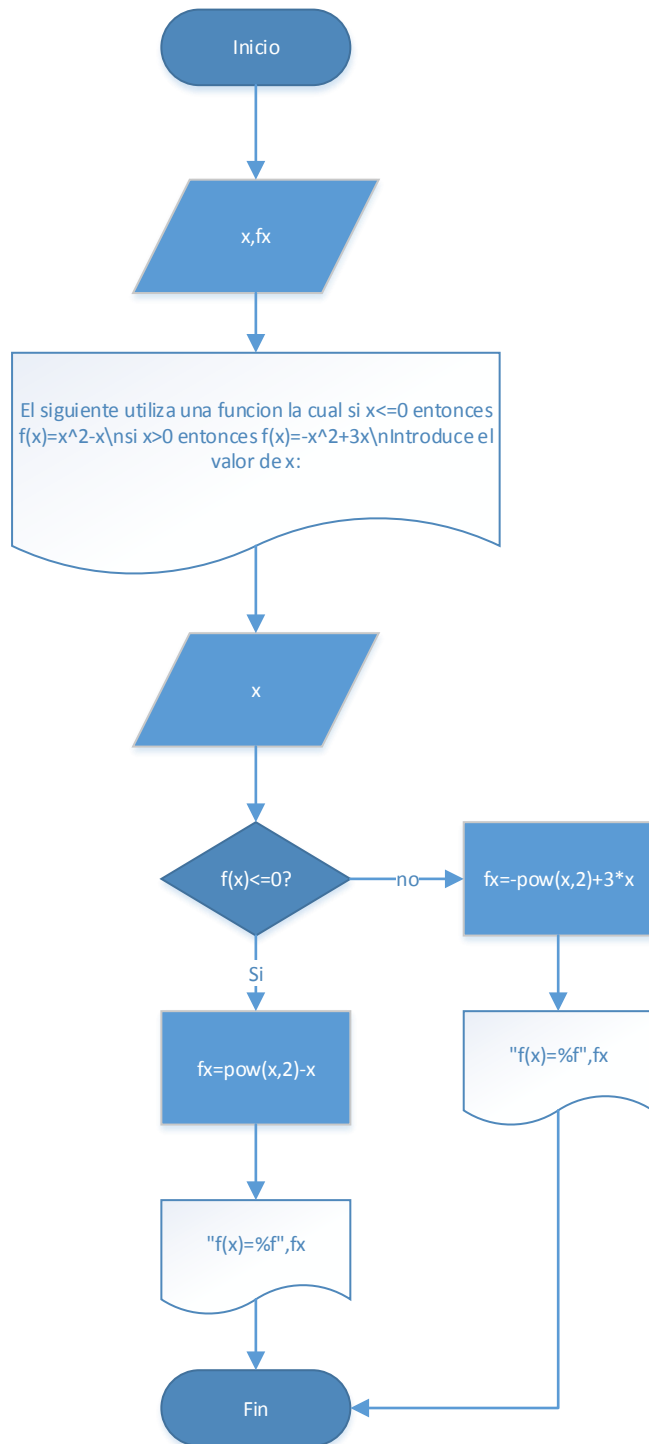 Inicio
x,fx
El siguiente utiliza una funcion la cual si x<=0 entonces
f(x)=x^2-x\nsi x>0 entonces f(x)=-x^2+3x\nIntroduce el
valor de x:
x
f(x)<=0?
no
fx=-pow(x,2)+3*x
Si
"f(x)=%f",fx
fx=pow(x,2)-x
"f(x)=%f",fx
Fin